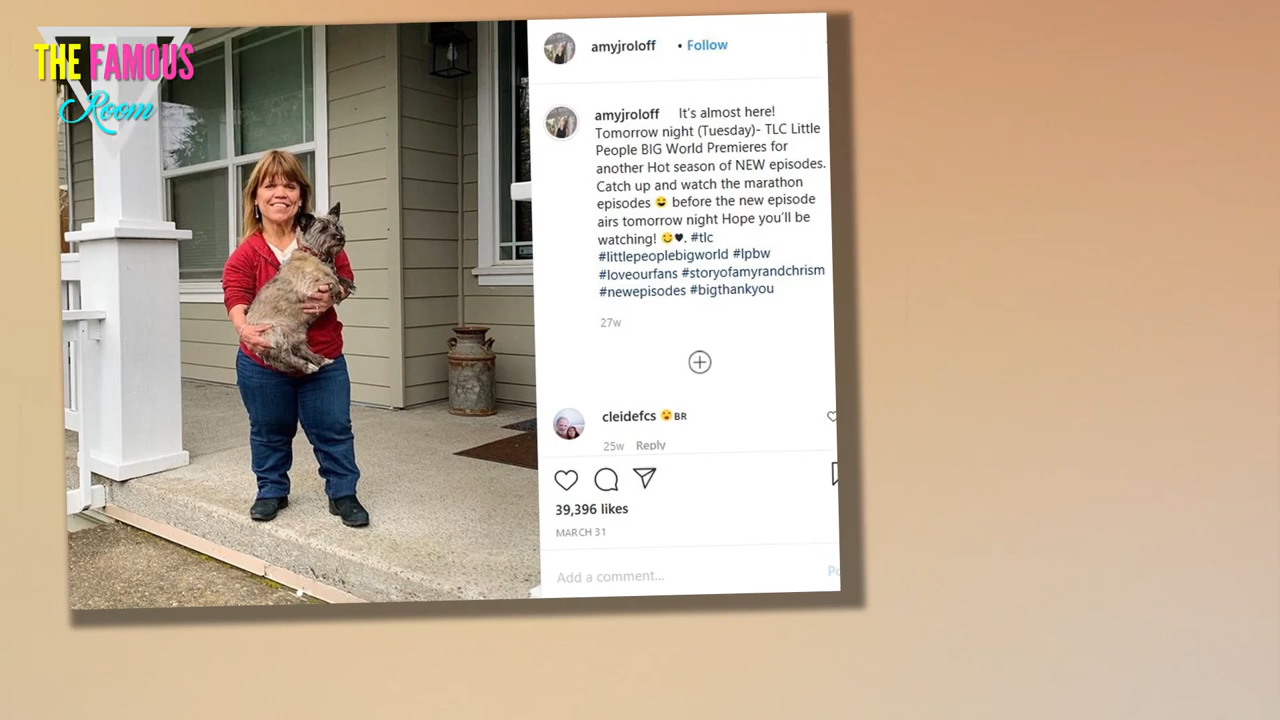 THE FAMOUS
Room
amyjroloff • Follow
amyjroloff It's almost here!
Tomorrow night (Tuesday)- TLC Little
People BIG World Premieres for
another Hot season of NEW episodes.
Catch up and watch the marathon
episodes 😄 before the new episode
airs tomorrow night Hope you'll be
watching! 😊♥. #tlc
#littlepeoplebigworld #lpbw
#loveourfans #storyofamyrandchrism
#newepisodes #bigthankyou
27w
cleidefcs 😲 BR
25w Reply
39,396 likes
MARCH 31
Add a comment...